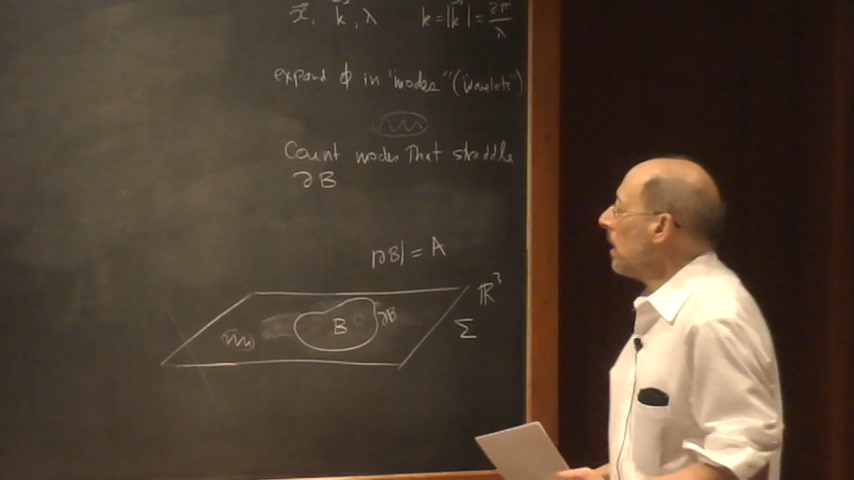 x⃗, k⃗, λ k = |k⃗| = 2π/λ
expand ϕ in "modes" ("wavelets")
Count modes That straddle
∂B
|∂B| = A
ℝ³
B ∂B
Σ